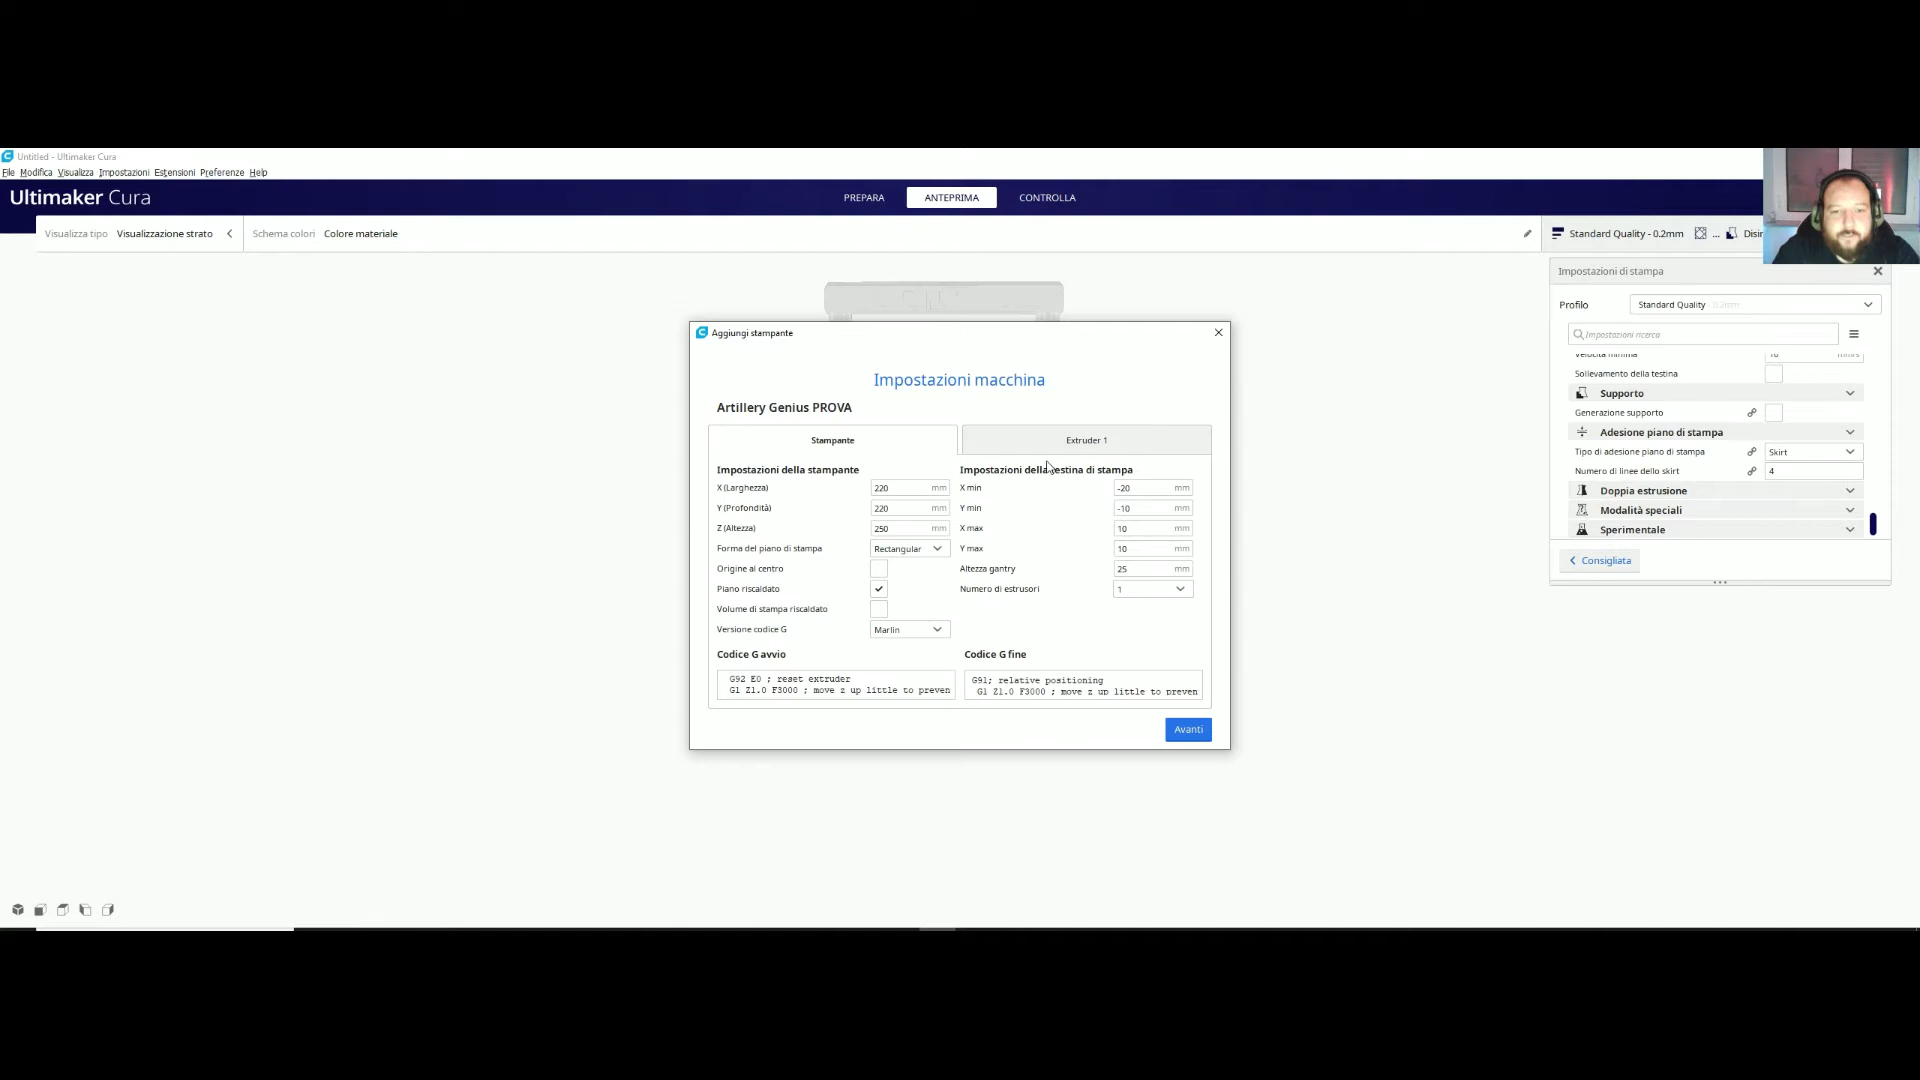 Untitled - Ultimaker Cura
File Modifica Visualizza Impostazioni Estensioni Preferenze Help
Ultimaker Cura
PREPARA
ANTEPRIMA
CONTROLLA
Visualizza tipo Visualizzazione strato
Schema colori Colore materiale
Standard Quality - 0.2mm
...
Impostazioni di stampa
Profilo
Standard Quality - 0.2mm
Impostazioni ricerca
Velocità minima 10 mm/s
Sollevamento della testina
Supporto
Generazione supporto
Adesione piano di stampa
Tipo di adesione piano di stampa Skirt
Numero di linee dello skirt 4
Doppia estrusione
Modalità speciali
Sperimentale
Consigliata
Aggiungi stampante
Impostazioni macchina
Artillery Genius PROVA
Stampante
Extruder 1
Impostazioni della stampante
X (Larghezza) 220 mm
Y (Profondità) 220 mm
Z (Altezza) 250 mm
Forma del piano di stampa Rectangular
Origine al centro
Piano riscaldato
Volume di stampa riscaldato
Versione codice G Marlin
Impostazioni della testina di stampa
X min -20 mm
Y min -10 mm
X max 10 mm
Y max 10 mm
Altezza gantry 25 mm
Numero di estrusori 1
Codice G avvio
G92 E0 ; reset extruder
G1 Z1.0 F3000 ; move z up little to preven
Codice G fine
G91; relative positioning
G1 Z1.0 F3000 ; move z up little to preven
Avanti